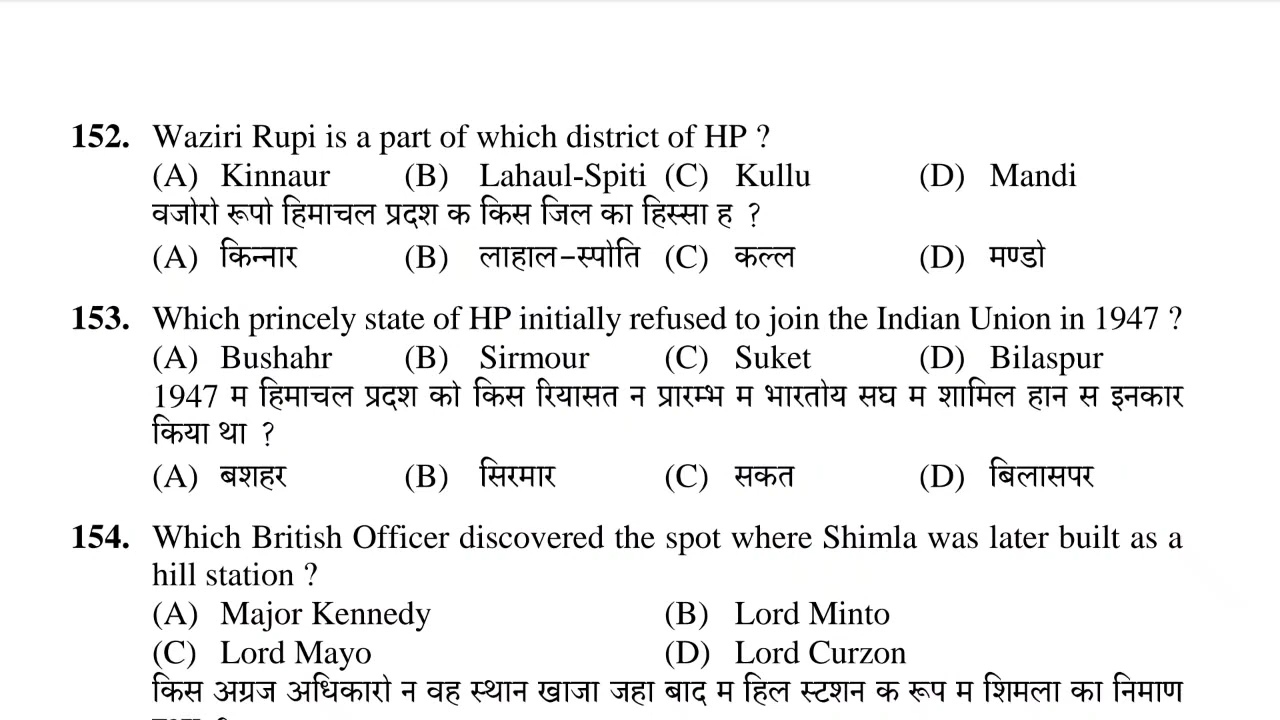 152. Waziri Rupi is a part of which district of HP ?
(A) Kinnaur (B) Lahaul-Spiti (C) Kullu (D) Mandi
वजोरो रूपो हिमाचल प्रदश क किस जिल का हिस्सा ह ?
(A) किन्नार (B) लाहाल-स्पोति (C) कल्ल (D) मण्डो
153. Which princely state of HP initially refused to join the Indian Union in 1947 ?
(A) Bushahr (B) Sirmour (C) Suket (D) Bilaspur
1947 म हिमाचल प्रदश को किस रियासत न प्रारम्भ म भारतोय सघ म शामिल हान स इनकार
किया था ?
(A) बशहर (B) सिरमार (C) सकत (D) बिलासपर
154. Which British Officer discovered the spot where Shimla was later built as a
hill station ?
(A) Major Kennedy (B) Lord Minto
(C) Lord Mayo (D) Lord Curzon
किस अग्रज अधिकारो न वह स्थान खाजा जहा बाद म हिल स्टशन क रूप म शिमला का निमाण